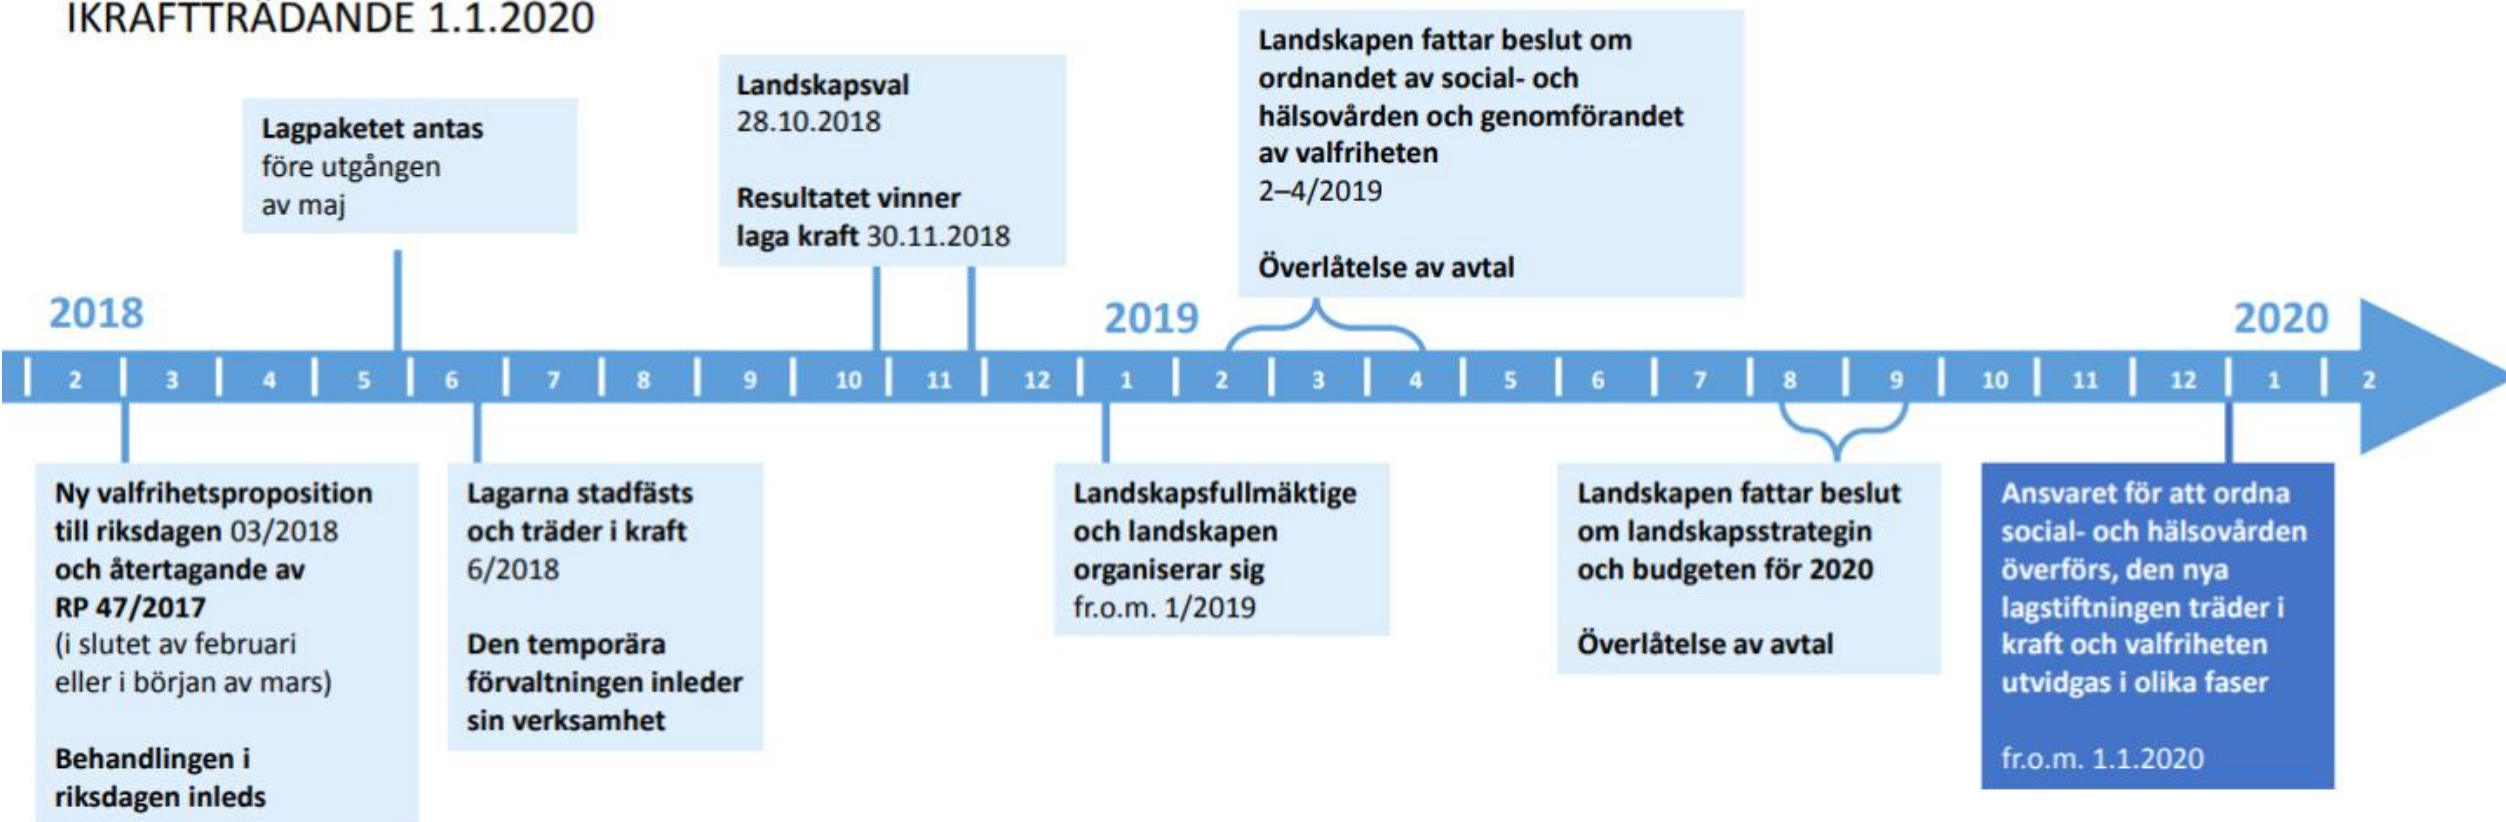 IKRAFTTRÄDANDE 1.1.2020
Lagpaketet antas
före utgången
av maj
Landskapsval
28.10.2018
Resultatet vinner
laga kraft 30.11.2018
Landskapen fattar beslut om
ordnandet av social- och
hälsovården och genomförandet
av valfriheten
2–4/2019
Överlåtelse av avtal
2018
2019
2020
2 3 4 5 6 7 8 9 10 11 12 1 2 3 4 5 6 7 8 9 10 11 12 1 2
Ny valfrihetsproposition
till riksdagen 03/2018
och återtagande av
RP 47/2017
(i slutet av februari
eller i början av mars)
Behandlingen i
riksdagen inleds
Lagarna stadfästs
och träder i kraft
6/2018
Den temporära
förvaltningen inleder
sin verksamhet
Landskapsfullmäktige
och landskapen
organiserar sig
fr.o.m. 1/2019
Landskapen fattar beslut
om landskapsstrategin
och budgeten för 2020
Överlåtelse av avtal
Ansvaret för att ordna
social- och hälsovården
överförs, den nya
lagstiftningen träder i
kraft och valfriheten
utvidgas i olika faser
fr.o.m. 1.1.2020